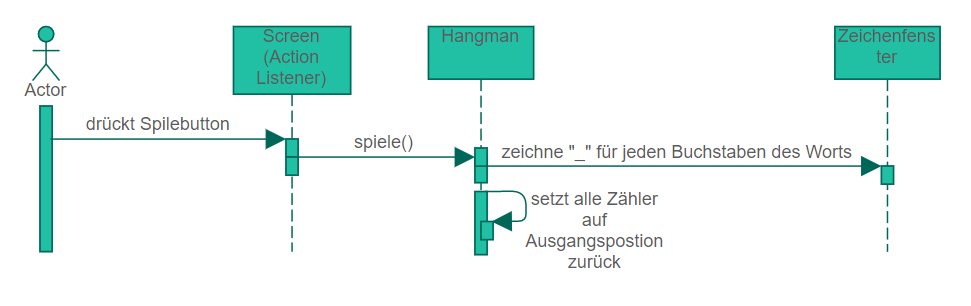 Screen
(Action
Listener)
Hangman
Zeichenfens
ter
Actor
drückt Spilebutton
spiele()
zeichne "_" für jeden Buchstaben des Worts
setzt alle Zähler
auf
Ausgangspostion
zurück